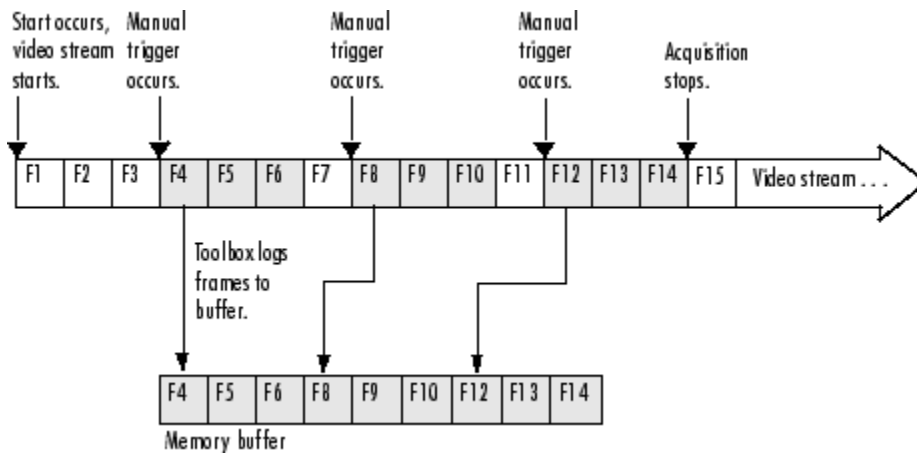 Start occurs,
video stream
starts.
Manual
trigger
occurs.
Manual
trigger
occurs.
Manual
trigger
occurs.
Acquisition
stops.
F1 F2 F3 F4 F5 F6 F7 F8 F9 F10 F11 F12 F13 F14 F15 Video stream . . .
Toolbox logs
frames to
buffer.
F4 F5 F6 F8 F9 F10 F12 F13 F14
Memory buffer